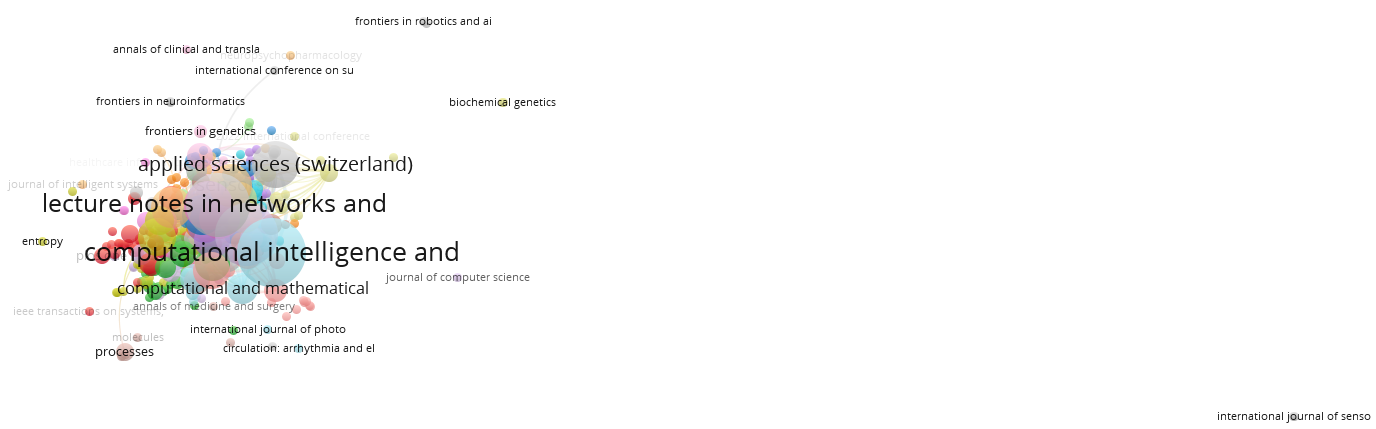 frontiers in robotics and ai
annals of clinical and transla
neuropsychopharmacology
international conference on su
frontiers in neuroinformatics
biochemical genetics
frontiers in genetics
international conference
healthcare
applied sciences (switzerland)
journal of intelligent systems
lecture notes in networks and
entropy
computational intelligence and
journal of computer science
computational and mathematical
annals of medicine and surgery
ieee transactions on systems,
international journal of photo
molecules
processes
circulation: arrhythmia and el
international journal of senso